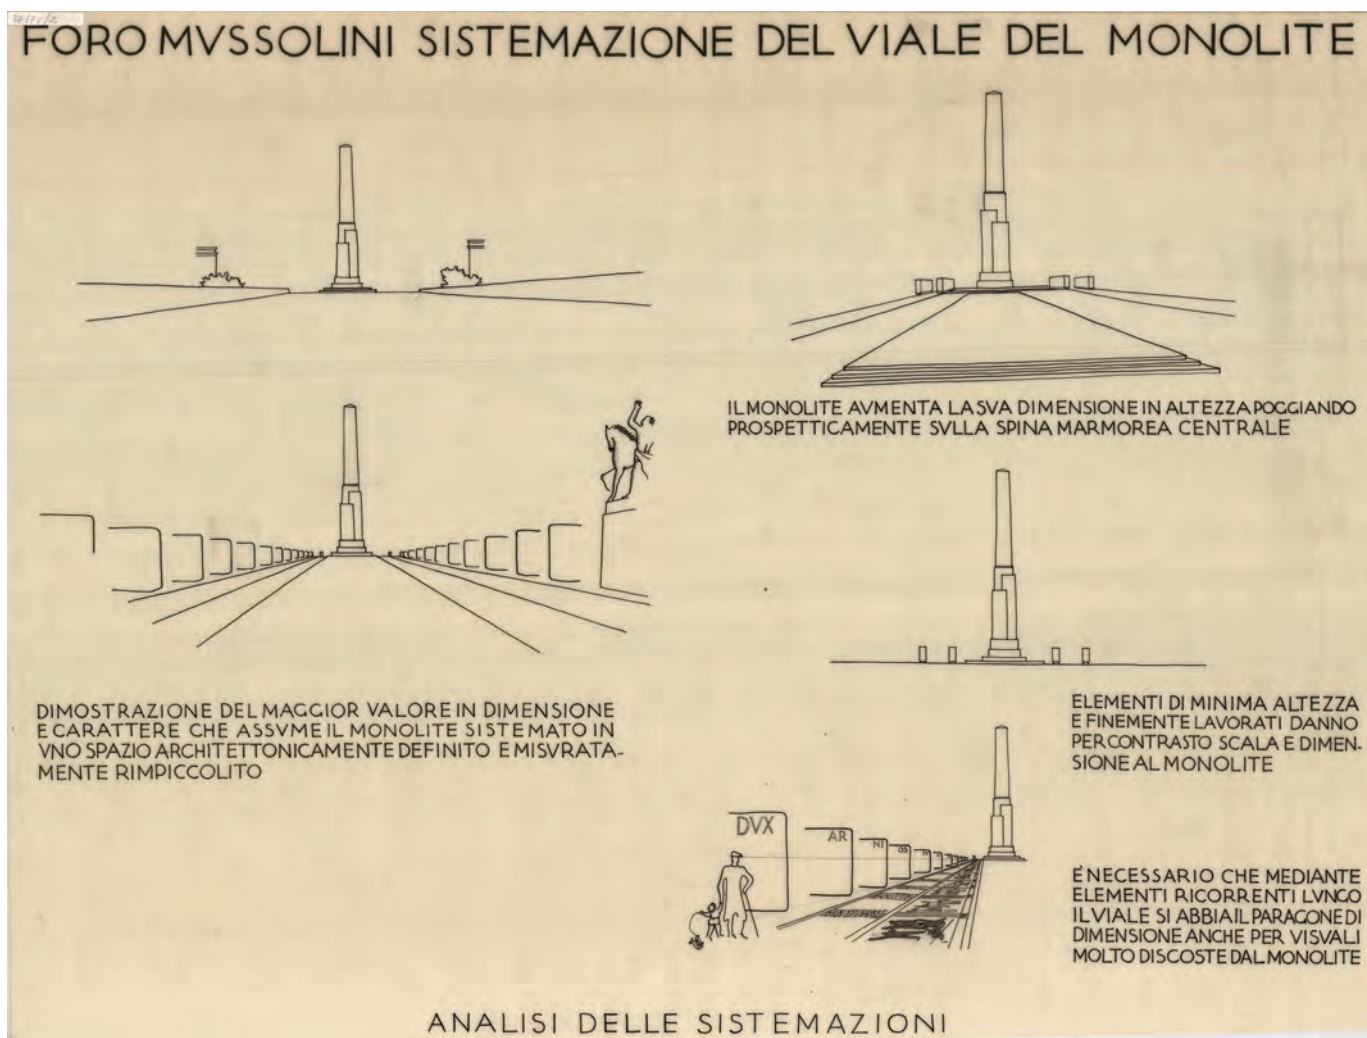 FORO MVSSOLINI SISTEMAZIONE DEL VIALE DEL MONOLITE
IL MONOLITE AVMENTA LA SVA DIMENSIONE IN ALTEZZA POGGIANDO
PROSPETTICAMENTE SVLLA SPINA MARMOREA CENTRALE
DIMOSTRAZIONE DEL MAGGIOR VALORE IN DIMENSIONE
E CARATTERE CHE ASSVME IL MONOLITE SISTEMATO IN
VNO SPAZIO ARCHITETTONICAMENTE DEFINITO E MISVRATA-
MENTE RIMPICCOLITO
ELEMENTI DI MINIMA ALTEZZA
E FINEMENTE LAVORATI DANNO
PER CONTRASTO SCALA E DIMEN-
SIONE AL MONOLITE
DVX
AR
NI
E' NECESSARIO CHE MEDIANTE
ELEMENTI RICORRENTI LVNGO
IL VIALE SI ABBIA IL PARAGONE DI
DIMENSIONE ANCHE PER VISVALI
MOLTO DISCOSTE DAL MONOLITE
ANALISI DELLE SISTEMAZIONI